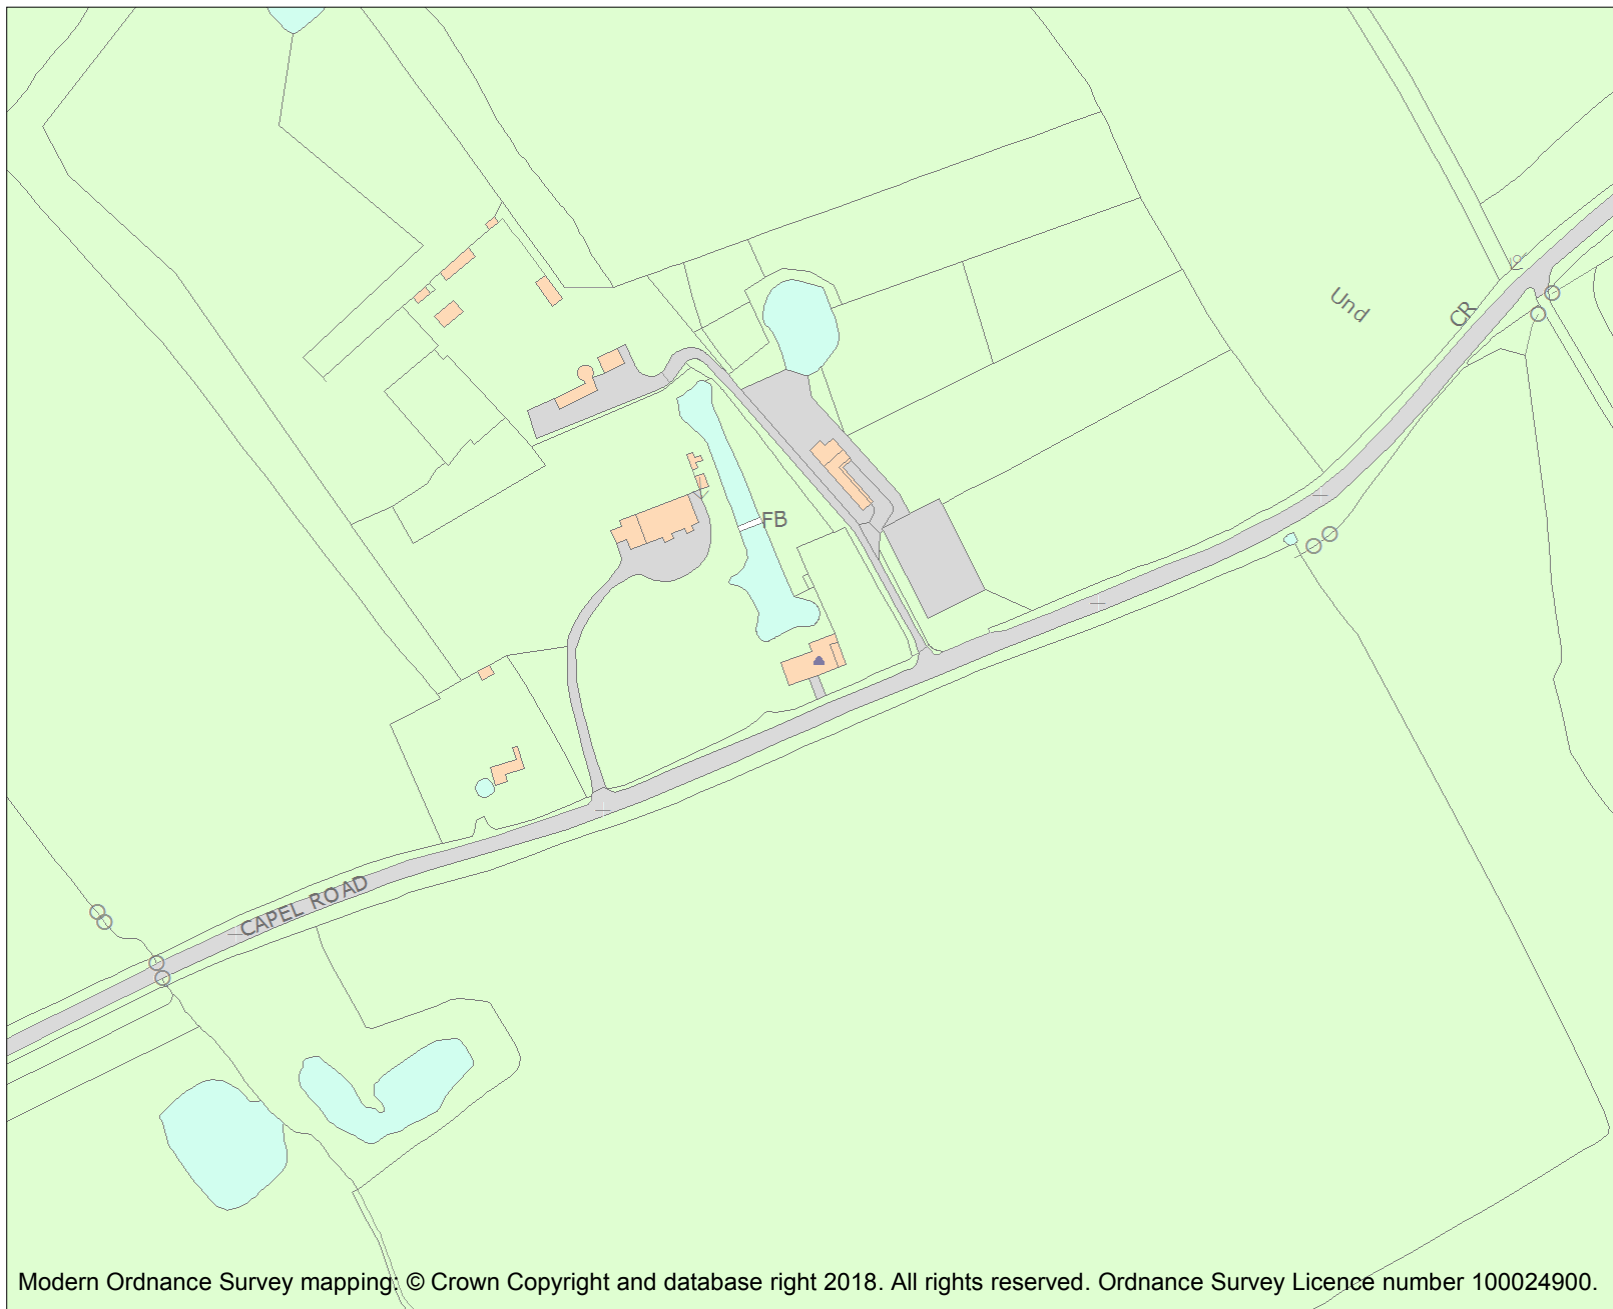 Und
CR
FB
CAPEL ROAD
Modern Ordnance Survey mapping: © Crown Copyright and database right 2018. All rights reserved. Ordnance Survey Licence number 100024900.